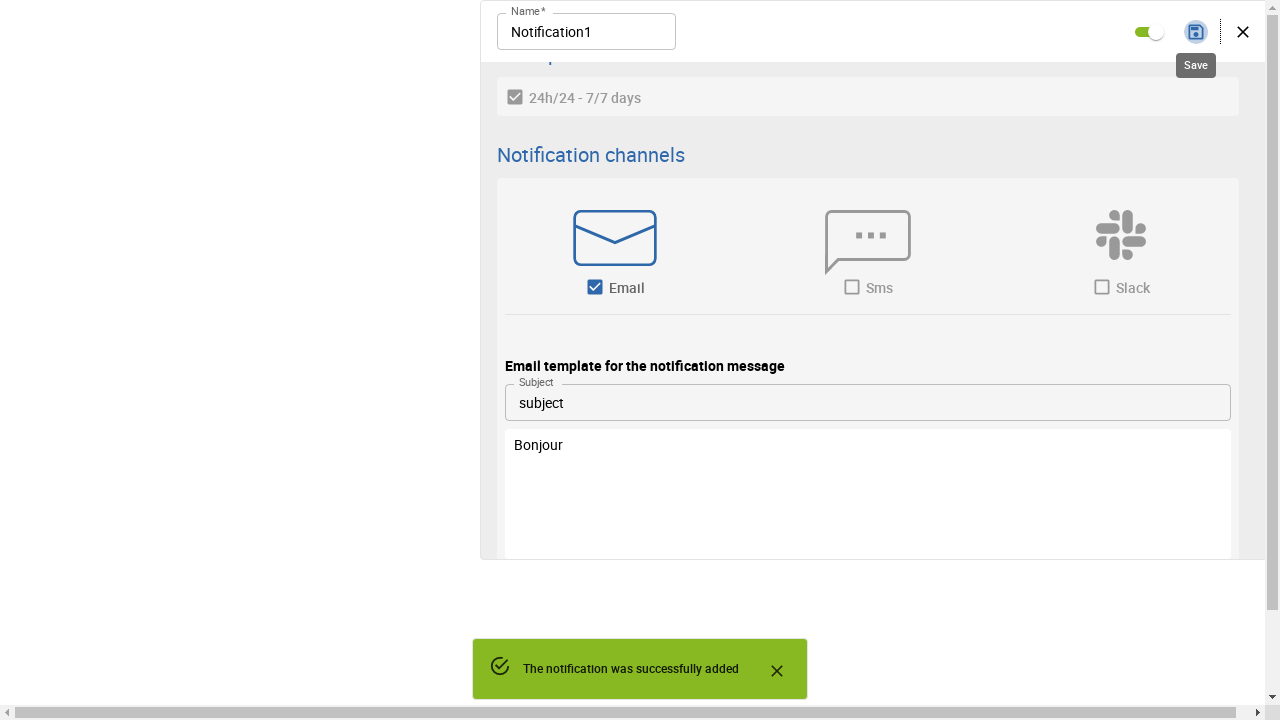 Name*
Notification1
Save
24h/24 - 7/7 days
Notification channels
Email
Sms
Slack
Email template for the notification message
Subject
subject
Bonjour
The notification was successfully added